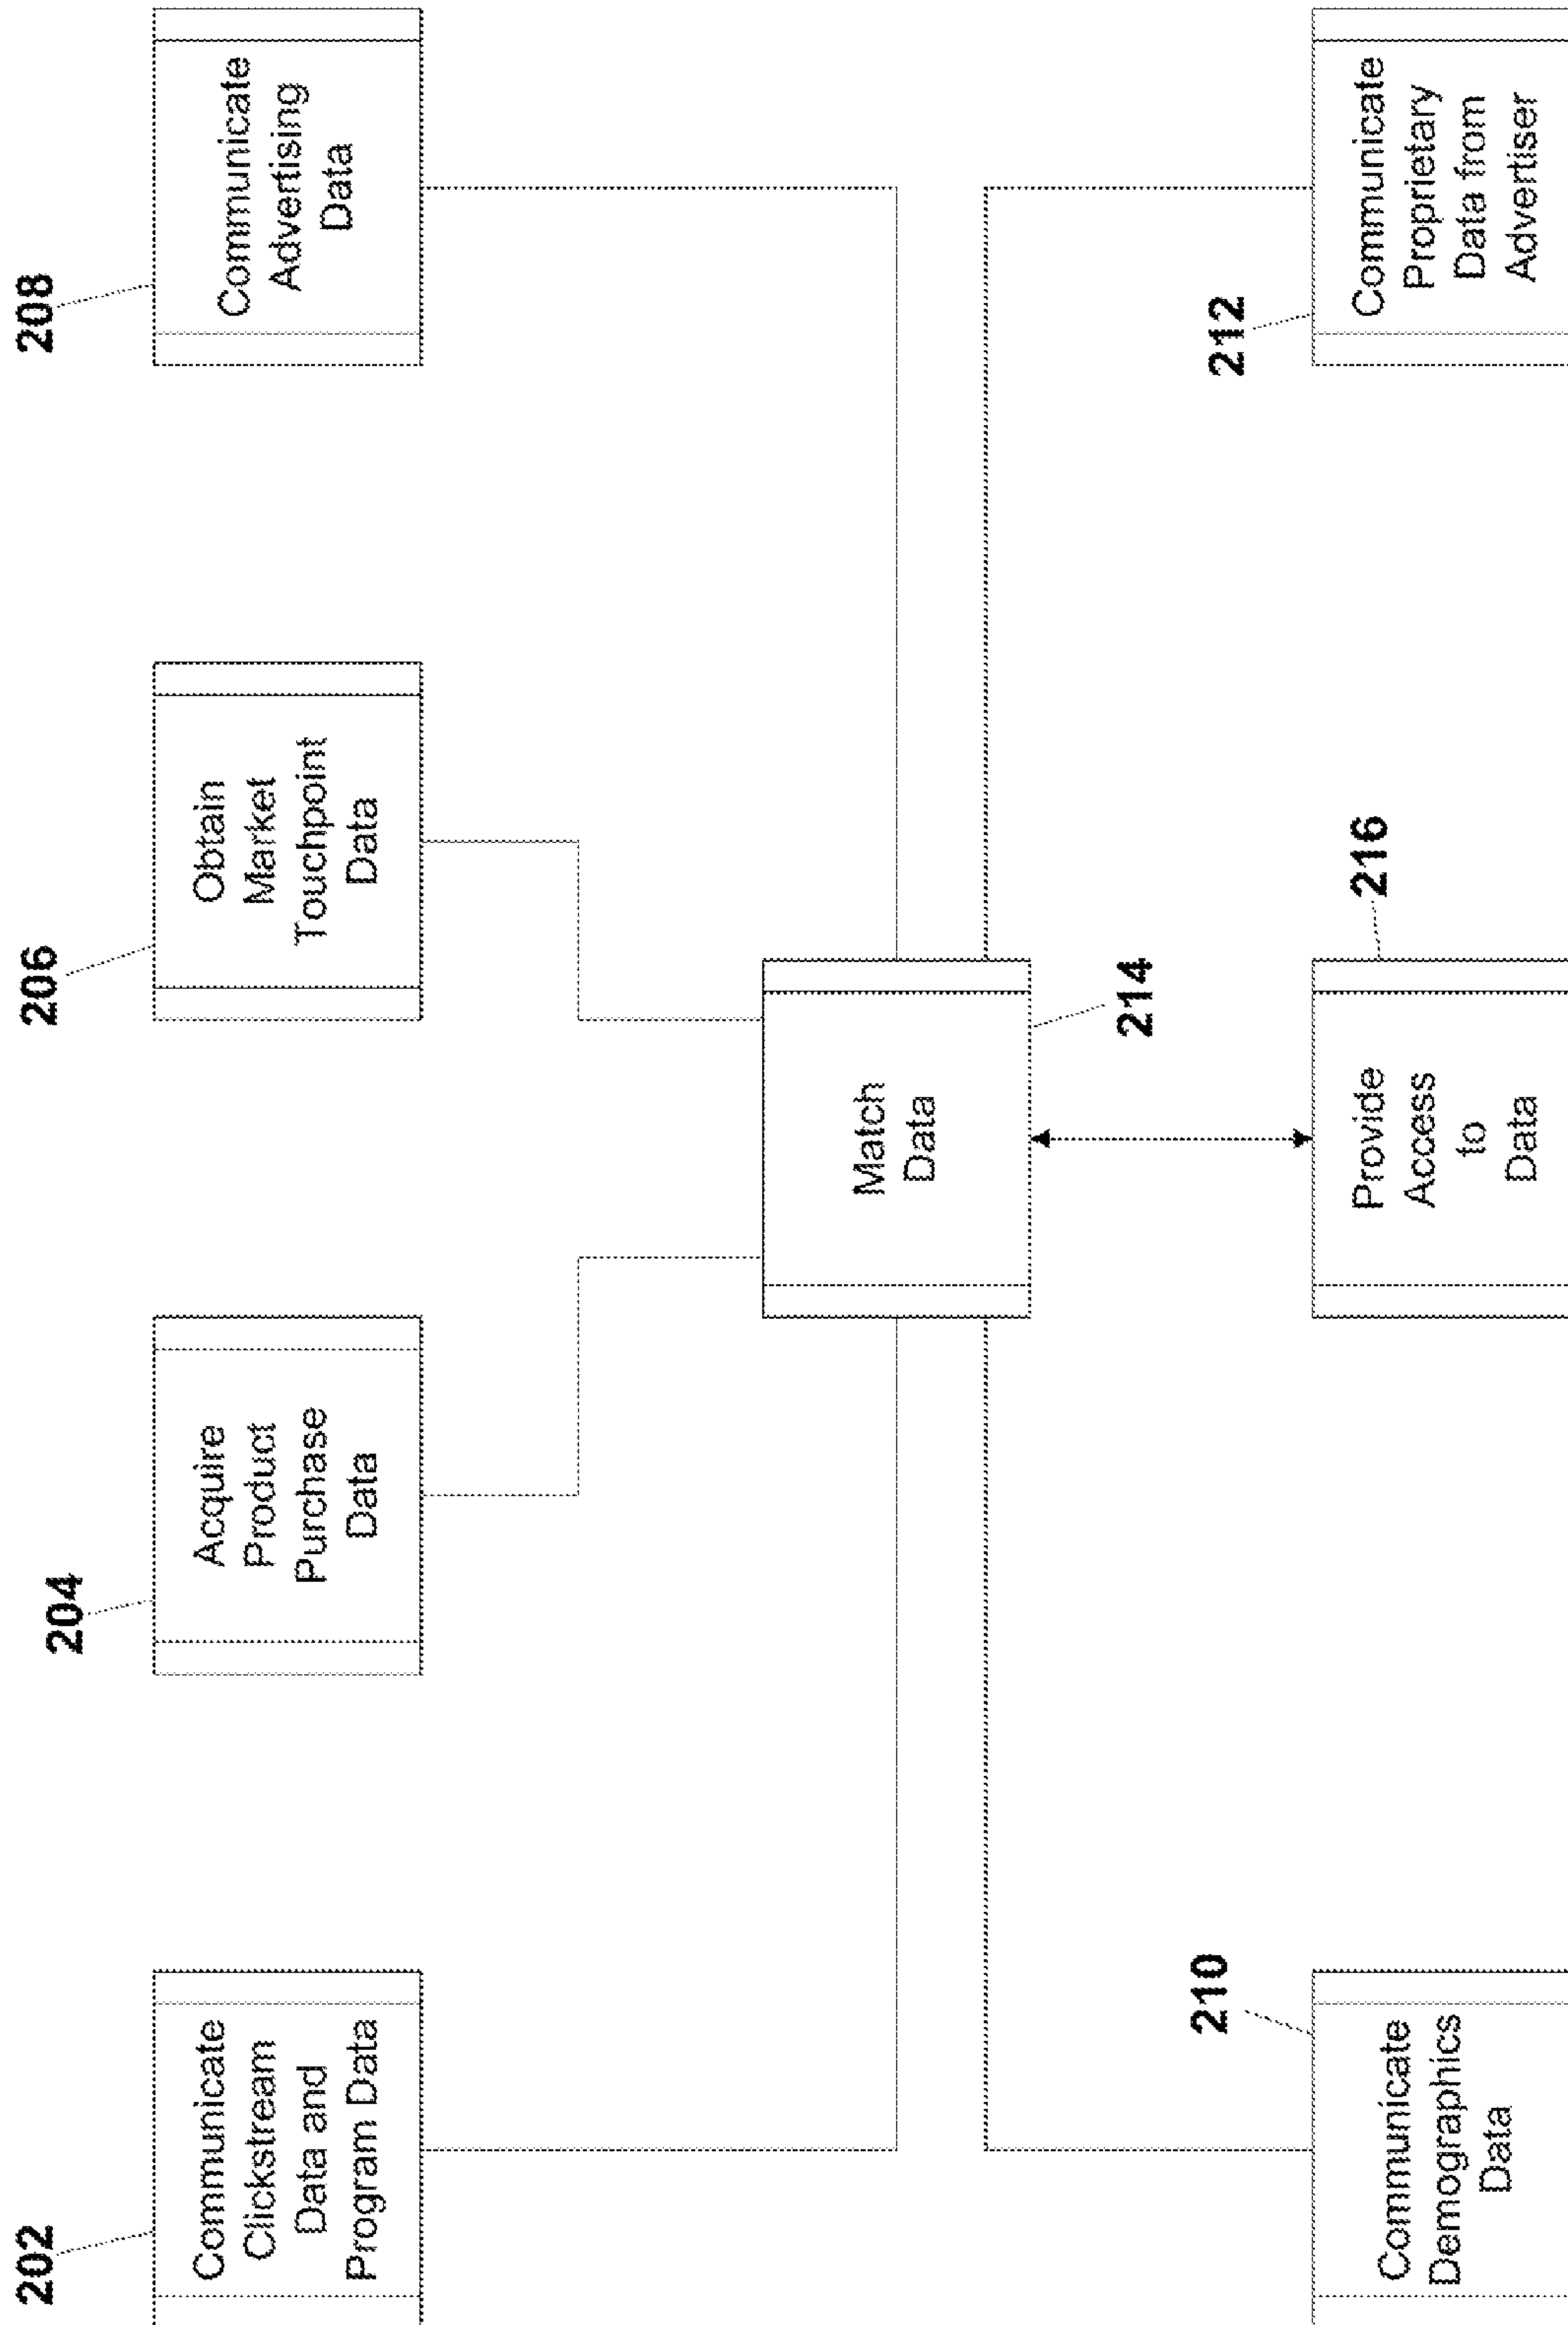 202
Communicate
Clickstream
Data and
Program Data
204
Acquire
Product
Purchase
Data
206
Obtain
Market
Touchpoint
Data
208
Communicate
Advertising
Data
Match
Data
214
210
Communicate
Demographics
Data
Provide
Access
to
Data
216
212
Communicate
Proprietary
Data from
Advertiser